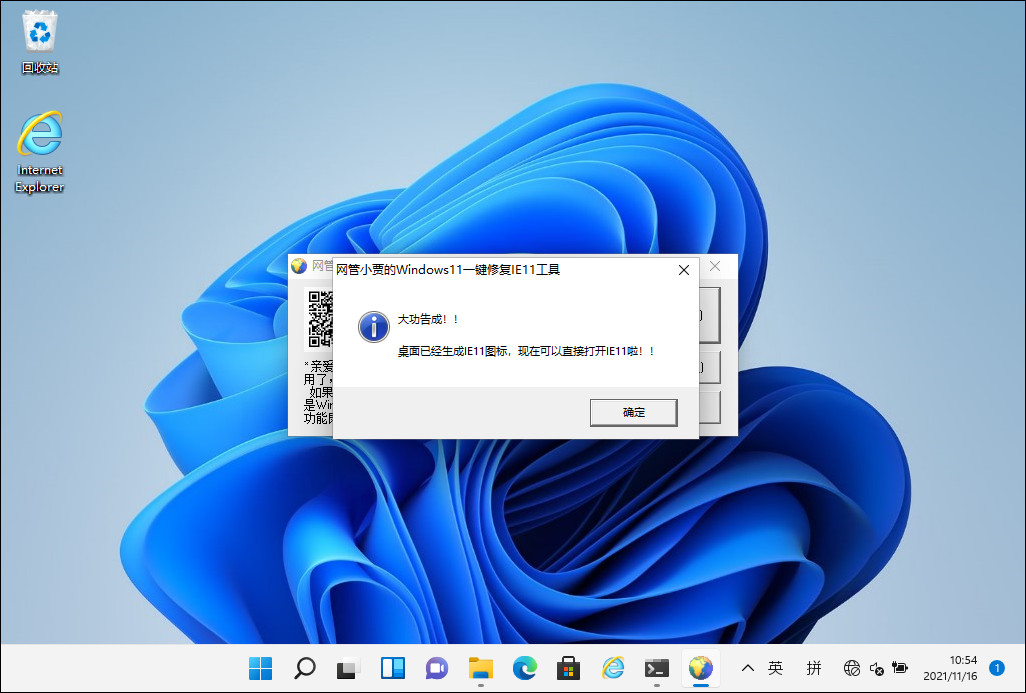 回收站
Internet
Explorer
网管
网管小贾的Windows11一键修复IE11工具
大功告成！！
桌面已经生成IE11图标，现在可以直接打开IE11啦！！
*亲爱
用了，
如果
是Win
功能
确定
英
拼
10:54
2021/11/16
1